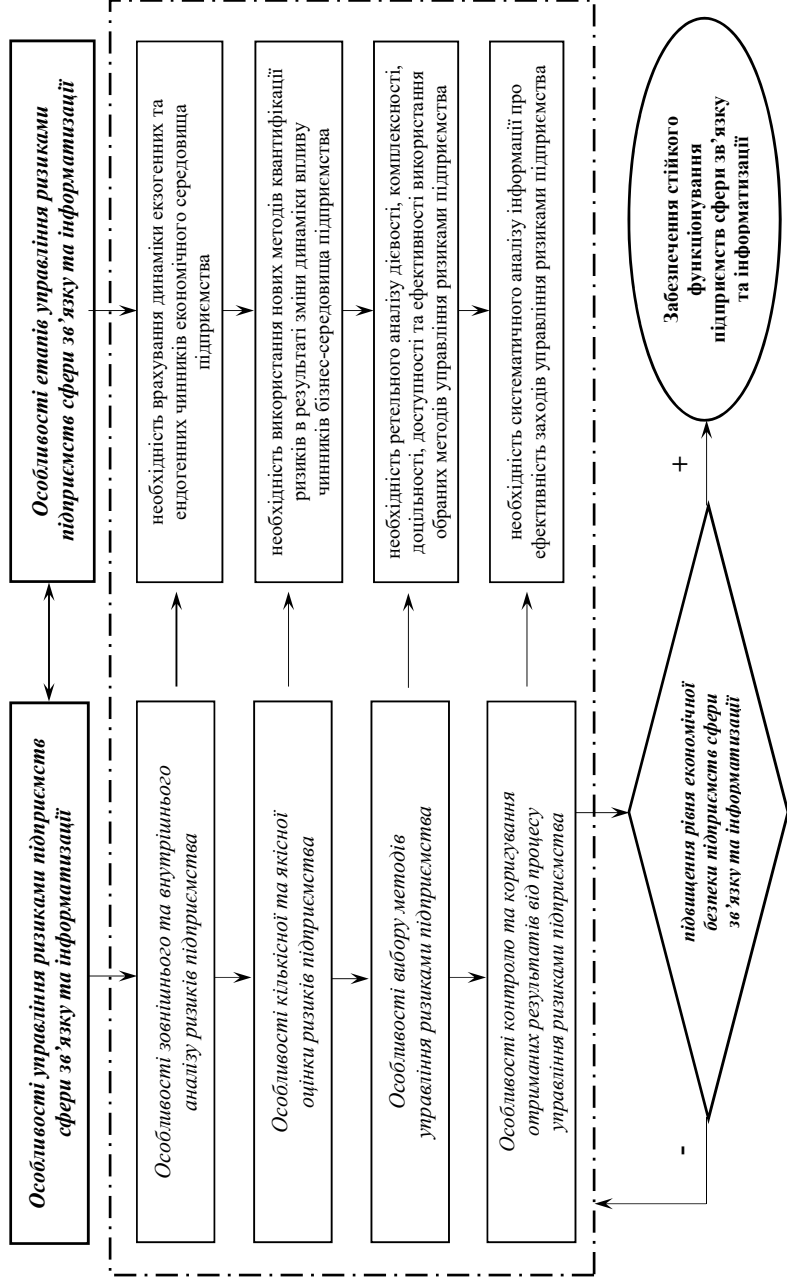 Особливості управління ризиками підприємств
сфери зв’язку та інформатизації
Особливості етапів управління ризиками
підприємств сфери зв’язку та інформатизації
Особливості зовнішнього та внутрішнього
аналізу ризиків підприємства
необхідність врахування динаміки екзогенних та
ендогенних чинників економічного середовища
підприємства
Особливості кількісної та якісної
оцінки ризиків підприємства
необхідність використання нових методів квантифікації
ризиків в результаті зміни динаміки впливу
чинників бізнес-середовища підприємства
Особливості вибору методів
управління ризиками підприємства
необхідність ретельного аналізу дієвості, комплексності,
доцільності, доступності та ефективності використання
обраних методів управління ризиками підприємства
Особливості контролю та коригування
отриманих результатів від процесу
управління ризиками підприємства
необхідність систематичного аналізу інформації про
ефективність заходів управління ризиками підприємства
-
підвищення рівня економічної
безпеки підприємств сфери
зв’язку та інформатизації
+
Забезпечення стійкого
функціонування
підприємств сфери зв’язку
та інформатизації